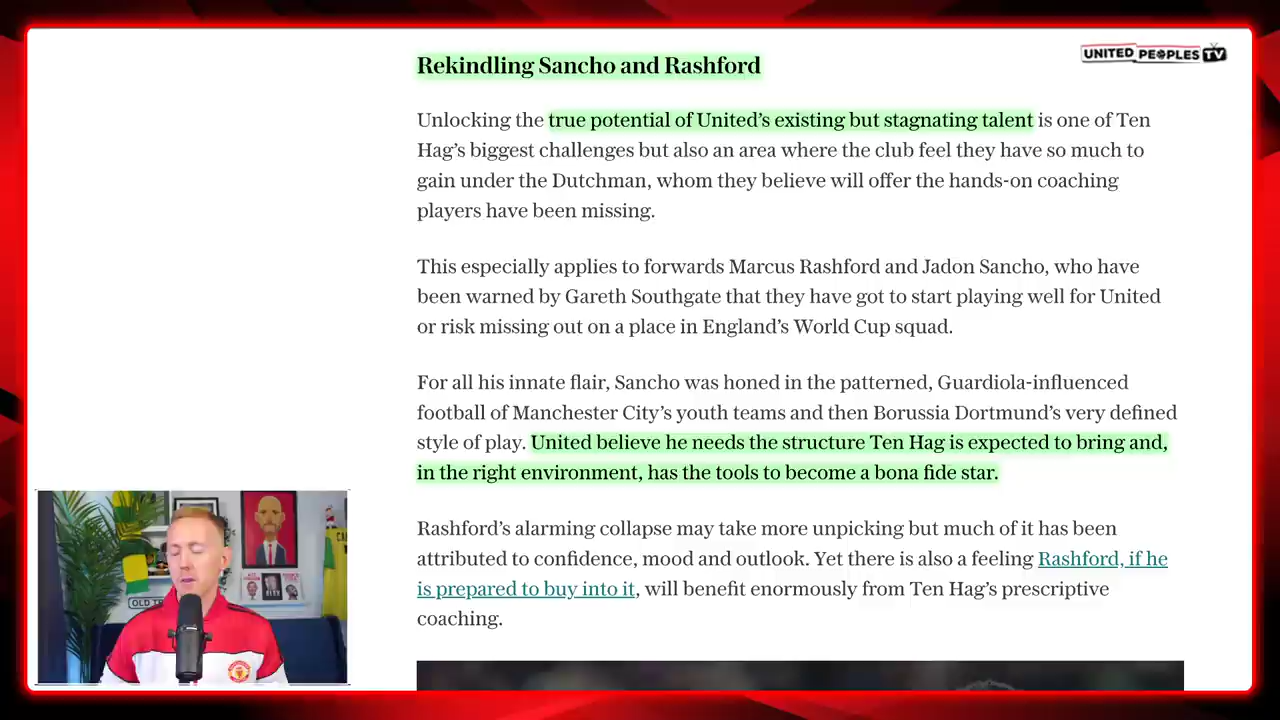 UNITED PEOPLES TV
Rekindling Sancho and Rashford
Unlocking the true potential of United’s existing but stagnating talent is one of Ten
Hag’s biggest challenges but also an area where the club feel they have so much to
gain under the Dutchman, whom they believe will offer the hands-on coaching
players have been missing.
This especially applies to forwards Marcus Rashford and Jadon Sancho, who have
been warned by Gareth Southgate that they have got to start playing well for United
or risk missing out on a place in England’s World Cup squad.
For all his innate flair, Sancho was honed in the patterned, Guardiola-influenced
football of Manchester City’s youth teams and then Borussia Dortmund’s very defined
style of play. United believe he needs the structure Ten Hag is expected to bring and,
in the right environment, has the tools to become a bona fide star.
Rashford’s alarming collapse may take more unpicking but much of it has been
attributed to confidence, mood and outlook. Yet there is also a feeling Rashford, if he
is prepared to buy into it, will benefit enormously from Ten Hag’s prescriptive
coaching.
OLD TR